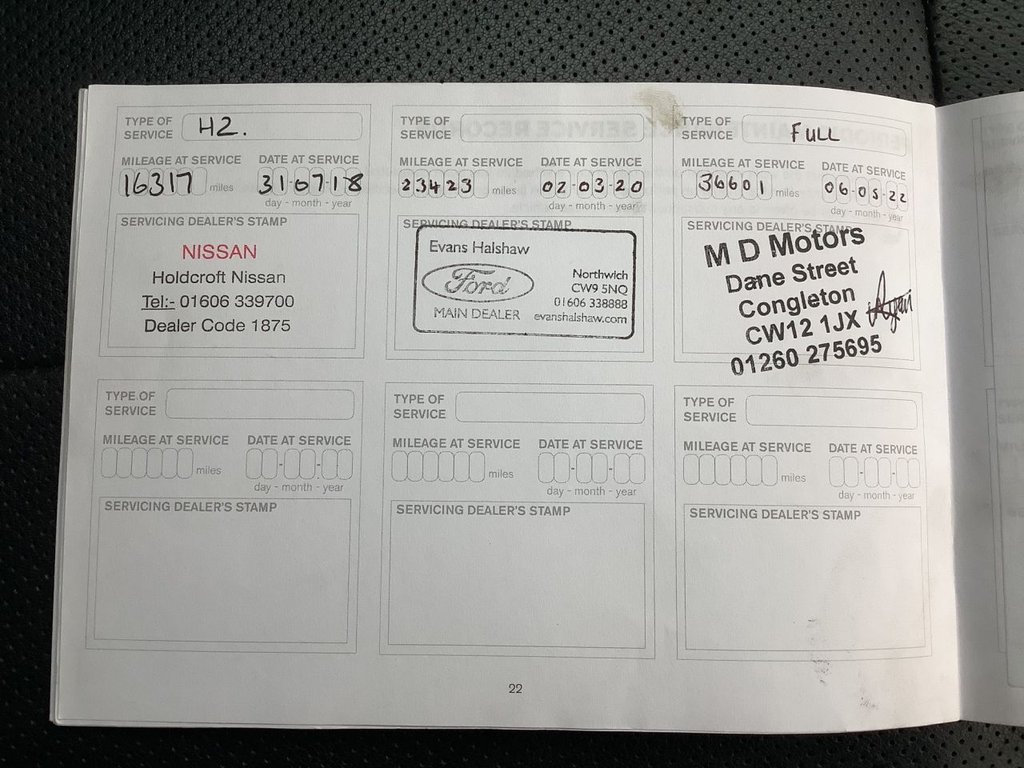 TYPE OF SERVICE H2.
MILEAGE AT SERVICE DATE AT SERVICE
16317 miles 31-07-18
day - month - year
SERVICING DEALER'S STAMP
NISSAN
Holdcroft Nissan
Tel:- 01606 339700
Dealer Code 1875
TYPE OF SERVICE
MILEAGE AT SERVICE DATE AT SERVICE
23423 miles 02-03-20
day - month - year
SERVICING DEALER'S STAMP
Evans Halshaw
Ford
MAIN DEALER
Northwich
CW9 5NQ
01606 338888
evanshalshaw.com
TYPE OF SERVICE FULL
MILEAGE AT SERVICE DATE AT SERVICE
36601 miles 06-05-22
day - month - year
SERVICING DEALER'S STAMP
M D Motors
Dane Street
Congleton
CW12 1JX
01260 275695
TYPE OF SERVICE
MILEAGE AT SERVICE DATE AT SERVICE
miles
day - month - year
SERVICING DEALER'S STAMP
TYPE OF SERVICE
MILEAGE AT SERVICE DATE AT SERVICE
miles
day - month - year
SERVICING DEALER'S STAMP
TYPE OF SERVICE
MILEAGE AT SERVICE DATE AT SERVICE
miles
day - month - year
SERVICING DEALER'S STAMP
22